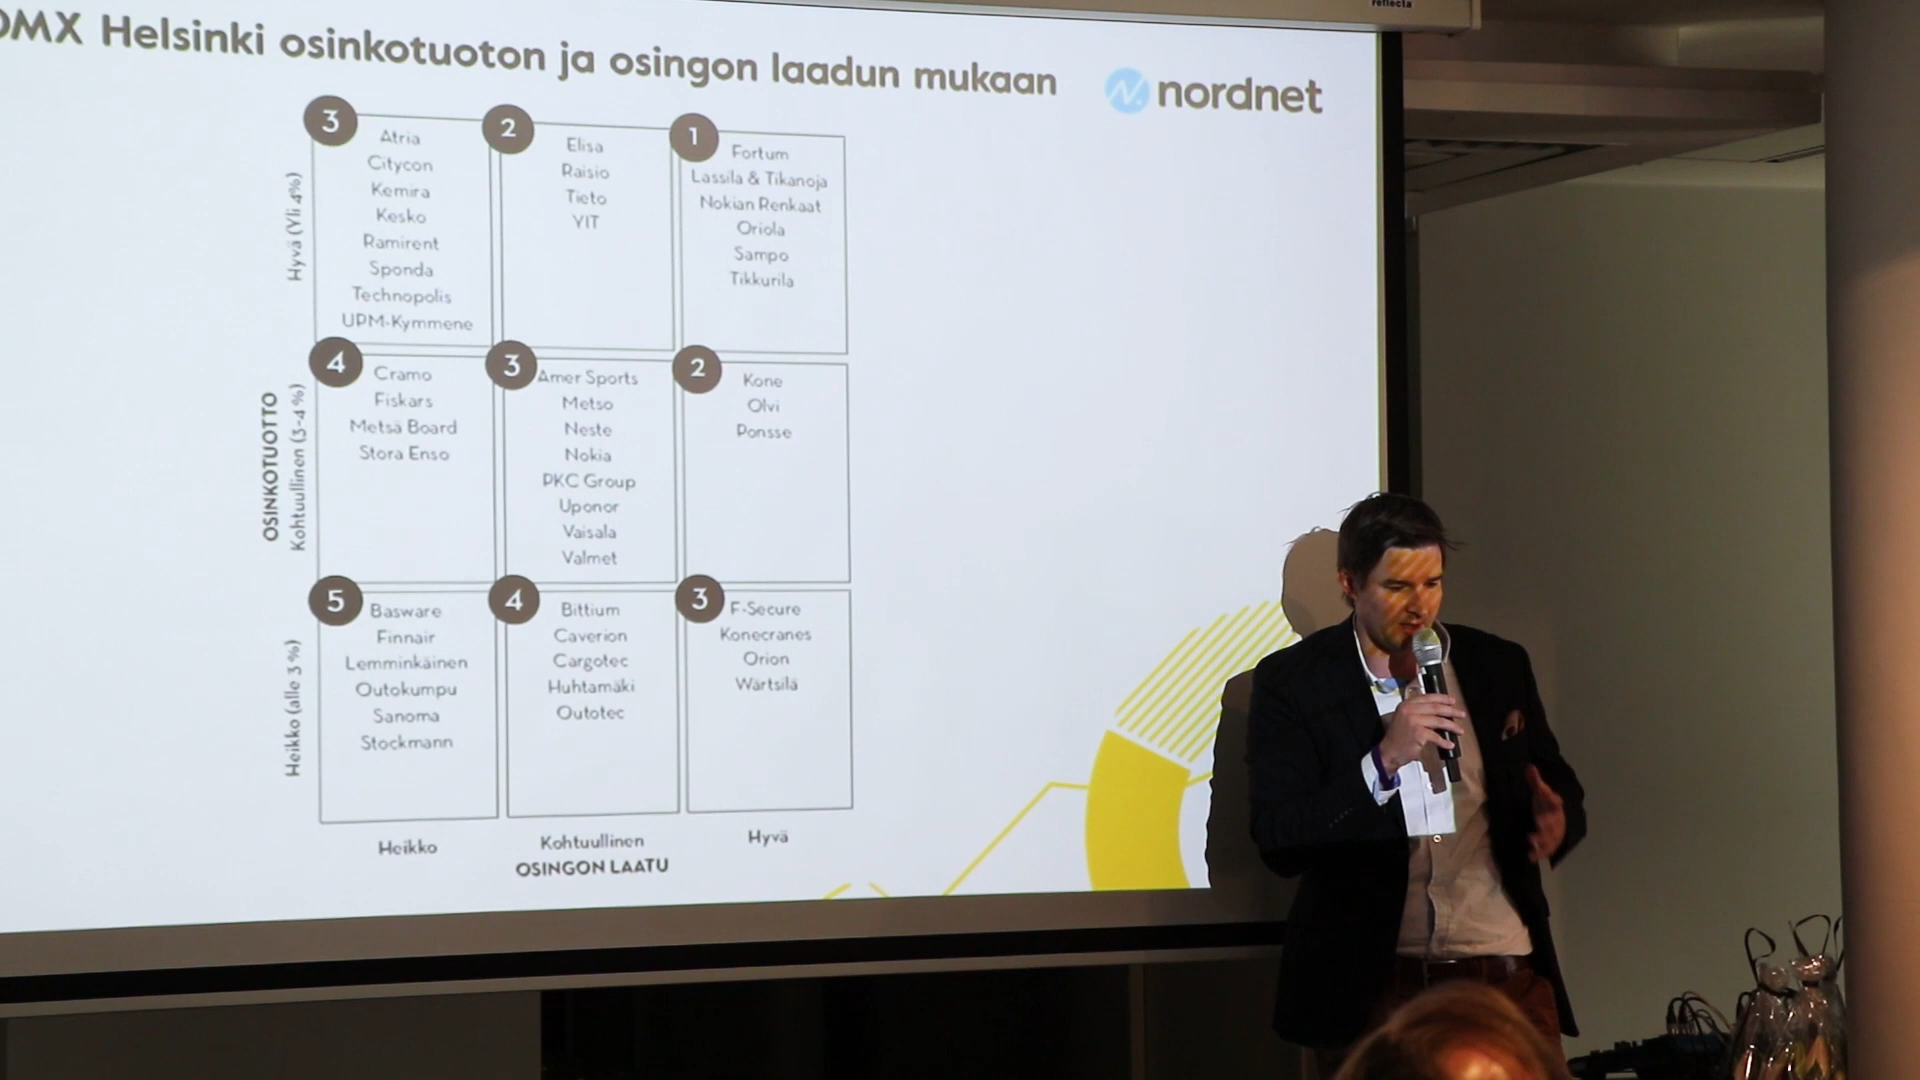 OMX Helsinki osinkotuoton ja osingon laadun mukaan
nordnet
reflecta
OSINKOTUOTTO
Hyvä (Yli 4%)
3
Atria
Citycon
Kemira
Kesko
Ramirent
Sponda
Technopolis
UPM-Kymmene
2
Elisa
Raisio
Tieto
YIT
1
Fortum
Lassila & Tikanoja
Nokian Renkaat
Oriola
Sampo
Tikkurila
Kohtuullinen (3-4 %)
4
Cramo
Fiskars
Metsä Board
Stora Enso
3
Amer Sports
Metso
Neste
Nokia
PKC Group
Uponor
Vaisala
Valmet
2
Kone
Olvi
Ponsse
Heikko (alle 3 %)
5
Basware
Finnair
Lemminkäinen
Outokumpu
Sanoma
Stockmann
4
Bittium
Caverion
Cargotec
Huhtamäki
Outotec
3
F-Secure
Konecranes
Orion
Wärtsilä
Heikko
Kohtuullinen
Hyvä
OSINGON LAATU